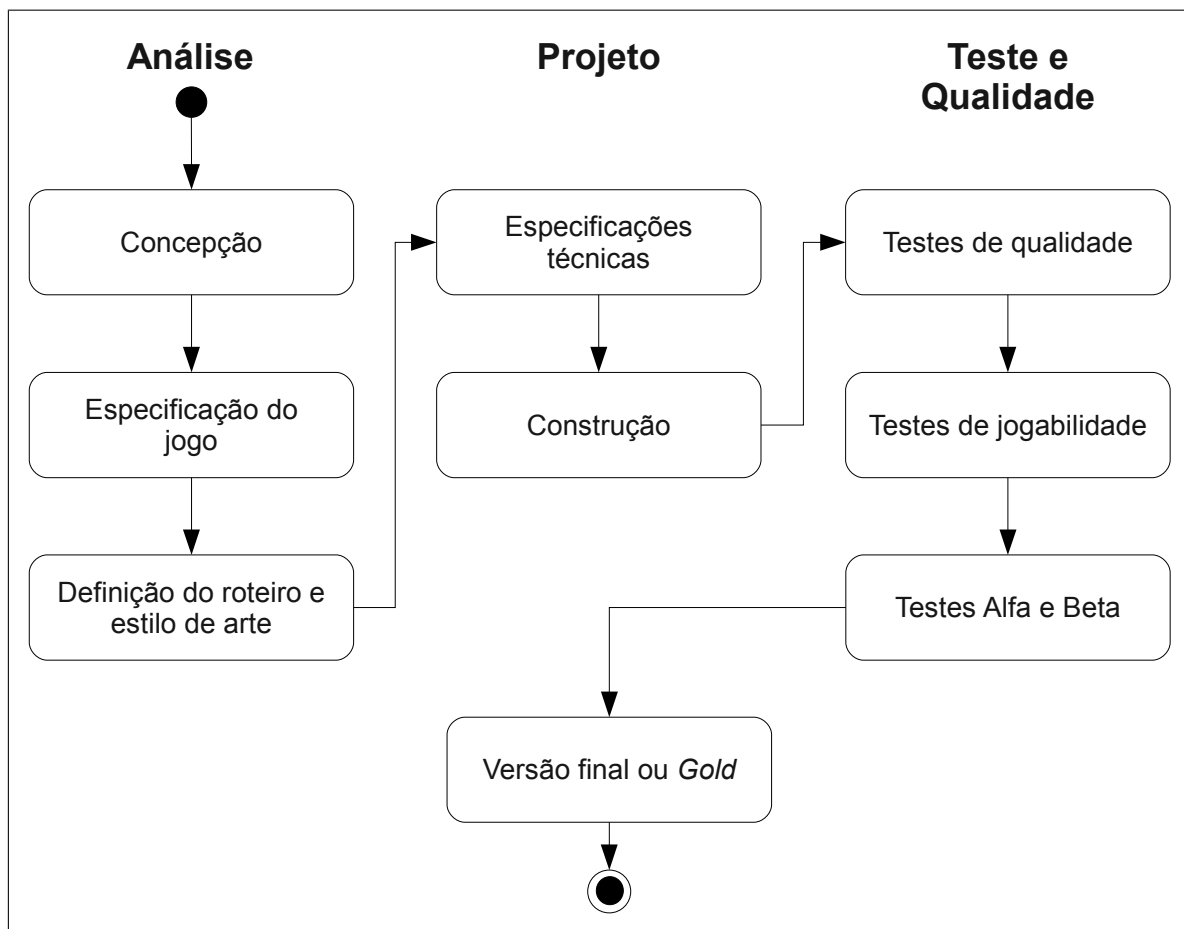 Análise
Concepção
Especificação do
jogo
Definição do roteiro e
estilo de arte
Projeto
Especificações
técnicas
Construção
Teste e
Qualidade
Testes de qualidade
Testes de jogabilidade
Testes Alfa e Beta
Versão final ou Gold